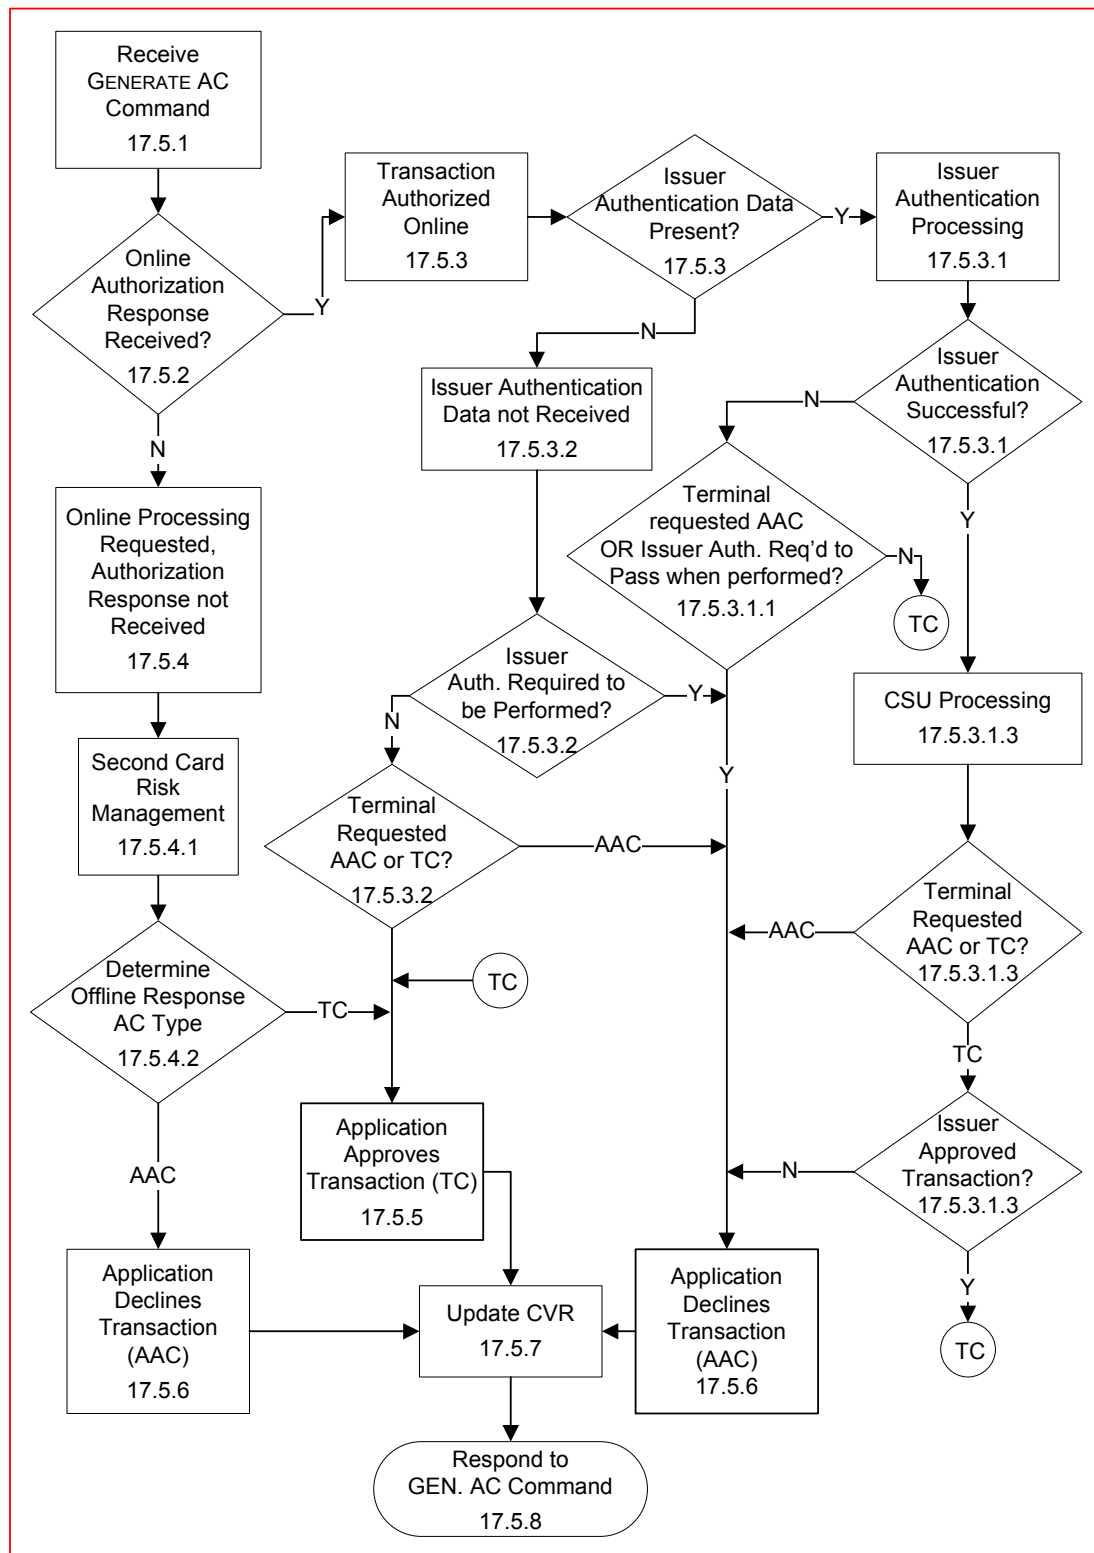 Receive
GENERATE AC
Command
17.5.1
Transaction
Authorized
Online
17.5.3
Issuer
Authentication Data
Present?
17.5.3
Y
Issuer
Authentication
Processing
17.5.3.1
Online
Authorization
Response
Received?
17.5.2
Y
N
N
Issuer Authentication
Data not Received
17.5.3.2
Issuer
Authentication
Successful?
17.5.3.1
N
Y
Terminal
requested AAC
OR Issuer Auth. Req'd to
Pass when performed?
17.5.3.1.1
N
TC
Y
Online Processing
Requested,
Authorization
Response not
Received
17.5.4
Issuer
Auth. Required to
be Performed?
17.5.3.2
Y
N
CSU Processing
17.5.3.1.3
Second Card
Risk
Management
17.5.4.1
Terminal
Requested
AAC or TC?
17.5.3.2
AAC
Terminal
Requested
AAC or TC?
17.5.3.1.3
AAC
TC
Determine
Offline Response
AC Type
17.5.4.2
TC
TC
AAC
Application
Approves
Transaction (TC)
17.5.5
Issuer
Approved
Transaction?
17.5.3.1.3
N
Y
TC
Application
Declines
Transaction
(AAC)
17.5.6
Update CVR
17.5.7
Application
Declines
Transaction
(AAC)
17.5.6
Respond to
GEN. AC Command
17.5.8